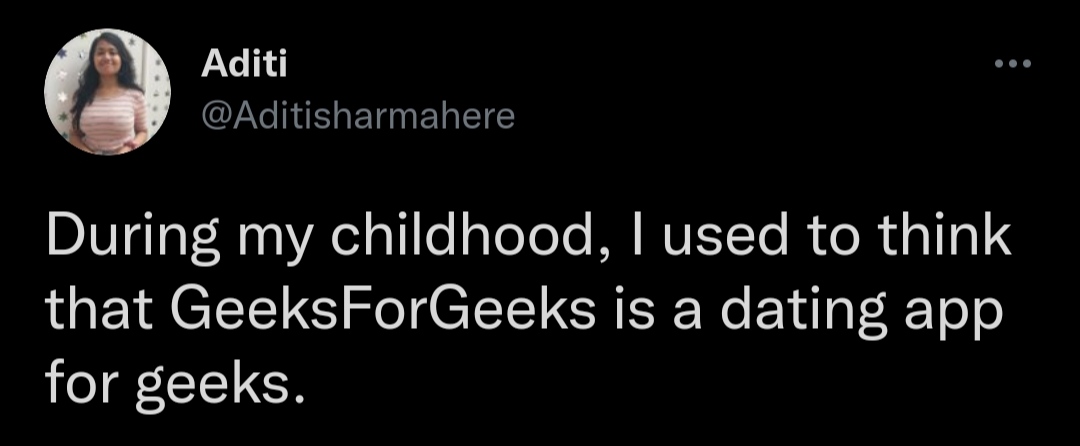 Aditi
@Aditisharmahere
During my childhood, I used to think
that GeeksForGeeks is a dating app
for geeks.